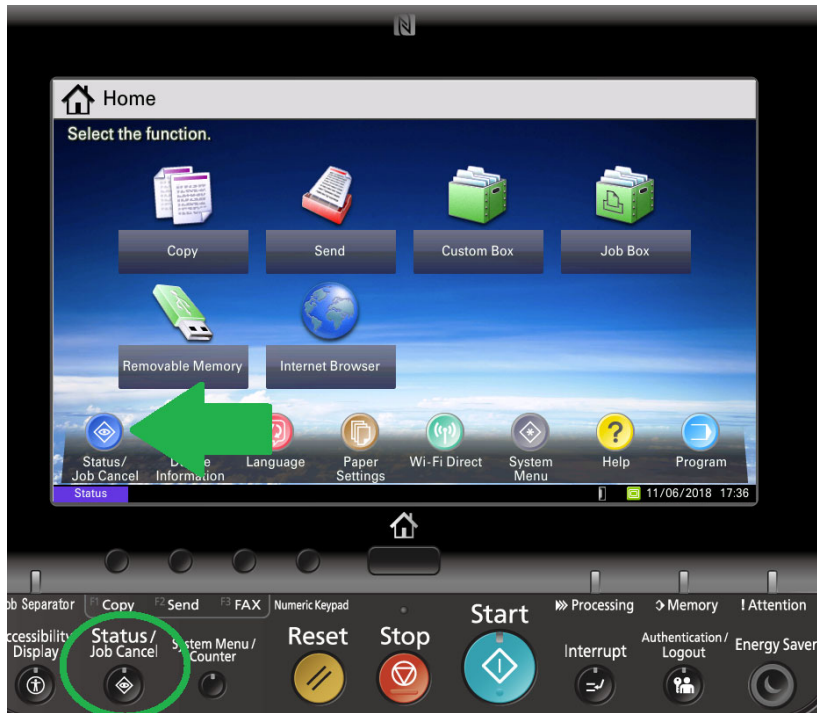 Home
Select the function.
Copy
Send
Custom Box
Job Box
Removable Memory
Internet Browser
Status/
Job Cancel
Information
Language
Paper
Settings
Wi-Fi Direct
System
Menu
Help
Program
Status
11/06/2018 17:36
Separator
F1 Copy
F2 Send
F3 FAX
Numeric Keypad
Start
Processing
Memory
! Attention
Display
Status/
Job Cancel
System Menu/
Counter
Reset
Stop
Interrupt
Authentication/
Logout
Energy Saver